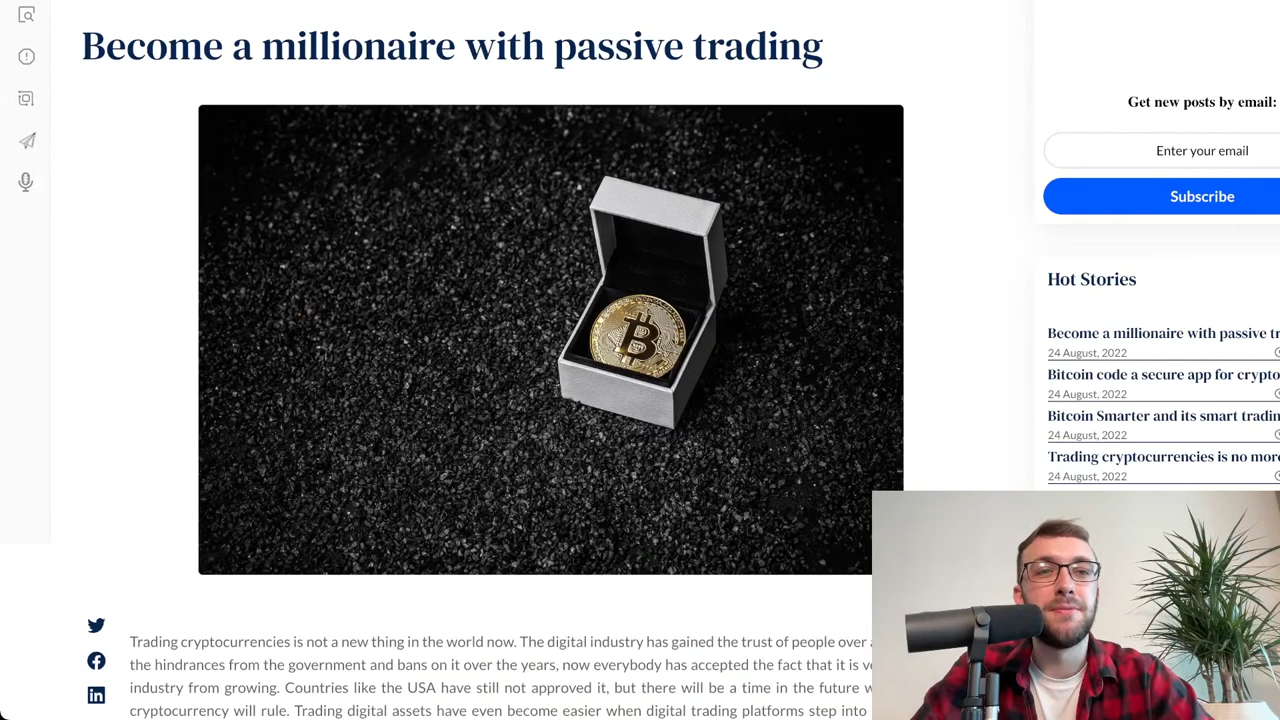 Become a millionaire with passive trading
Get new posts by email:
Enter your email
Subscribe
Hot Stories
Become a millionaire with passive
24 August, 2022
Bitcoin code a secure app for
24 August, 2022
Bitcoin Smarter and its smart
24 August, 2022
Trading cryptocurrencies is no
24 August, 2022
Trading cryptocurrencies is not a new thing in the world now. The digital industry has gained the trust of people over
the hindrances from the government and bans on it over the years, now everybody has accepted the fact that it is
industry from growing. Countries like the USA have still not approved it, but there will be a time in the future
cryptocurrency will rule. Trading digital assets have even become easier when digital trading platforms step into